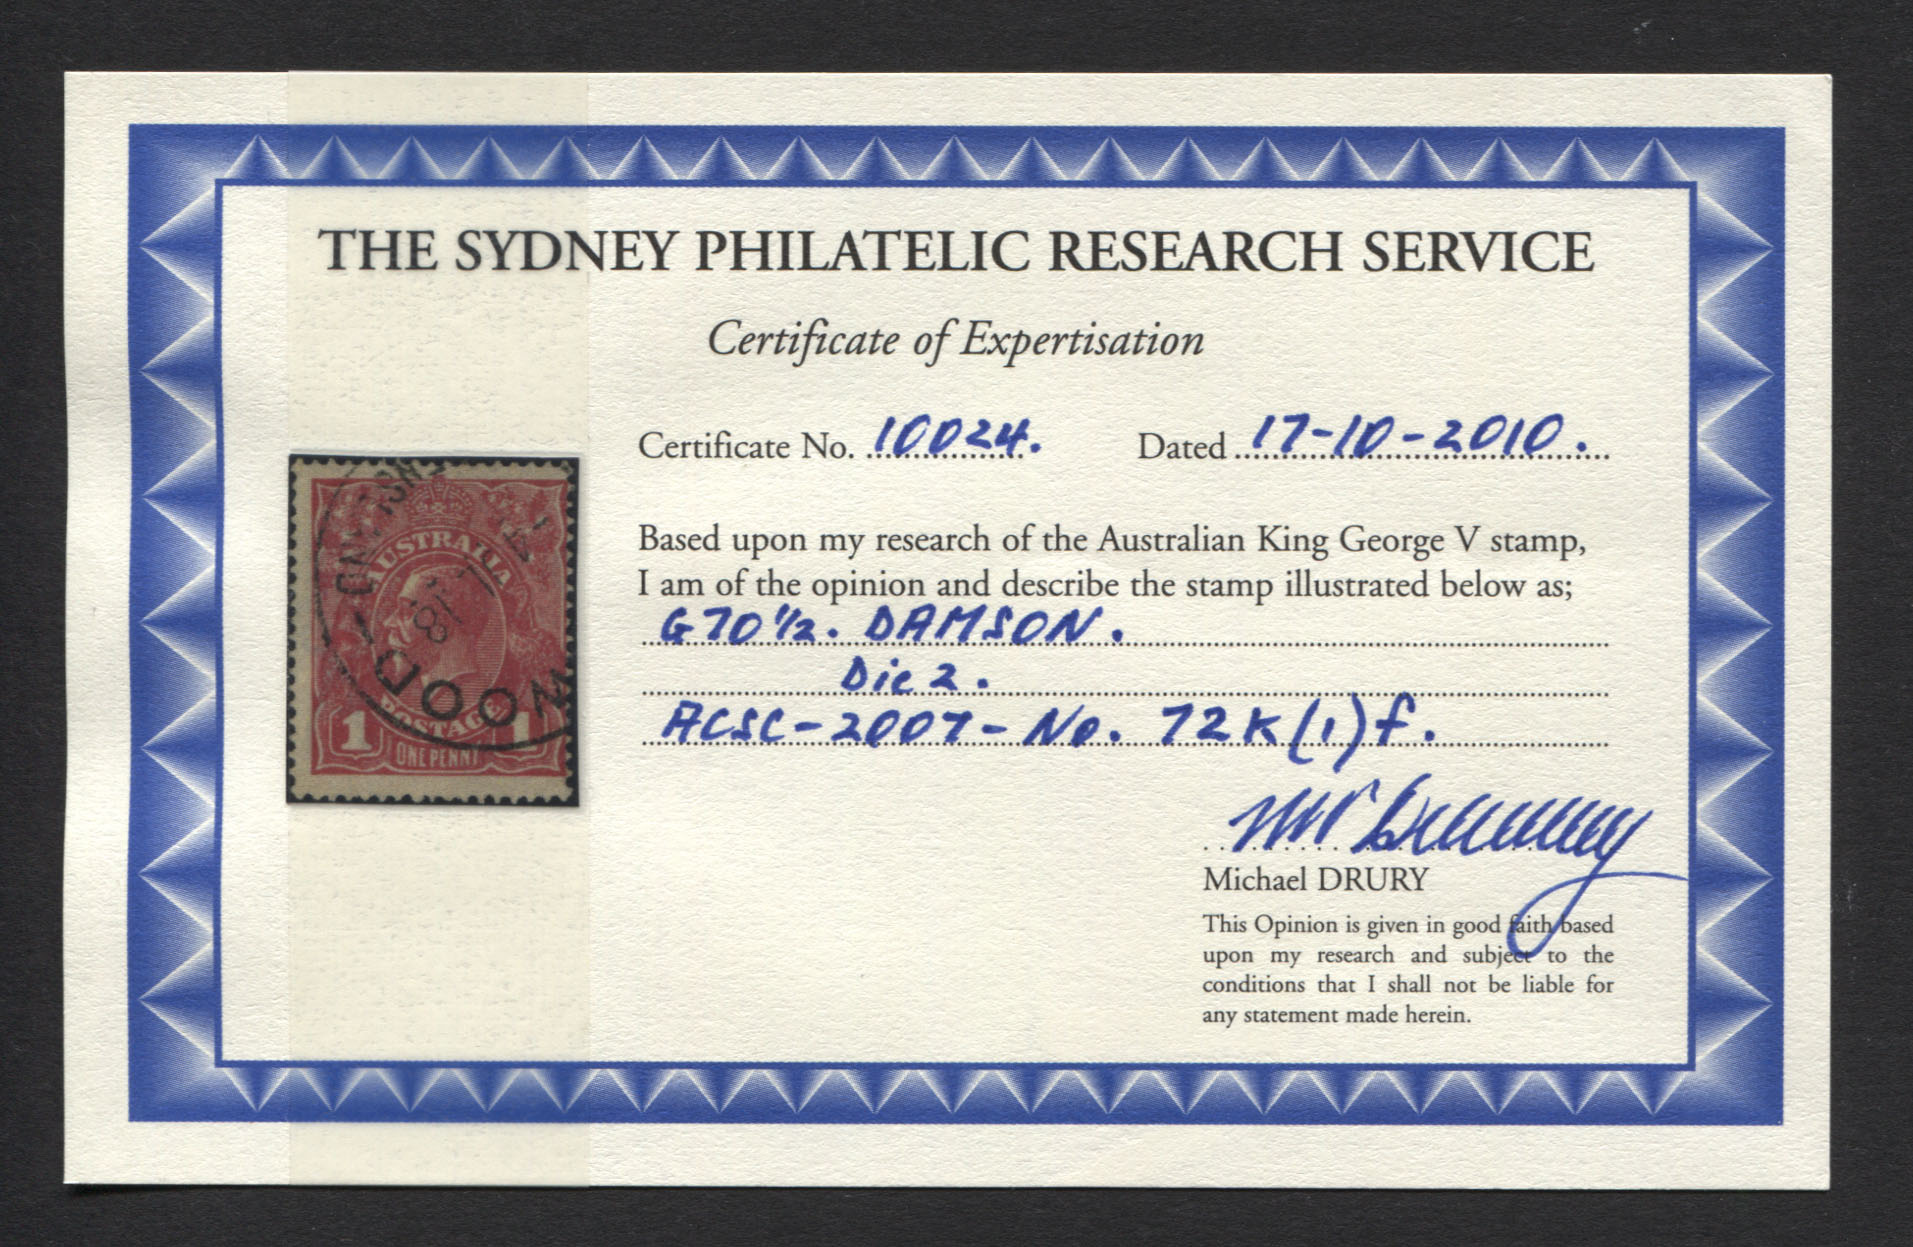 THE SYDNEY PHILATELIC RESEARCH SERVICE
Certificate of Expertisation
Certificate No. 10024. Dated 17-10-2010.
Based upon my research of the Australian King George V stamp,
I am of the opinion and describe the stamp illustrated below as;
G70½. DAMSON.
Die 2.
ACSC-2007-No. 72K(1)f.
Michael DRURY
This Opinion is given in good faith based
upon my research and subject to the
conditions that I shall not be liable for
any statement made herein.
AUSTRALIA
POSTAGE
1 ONE PENNY 1
WOOD